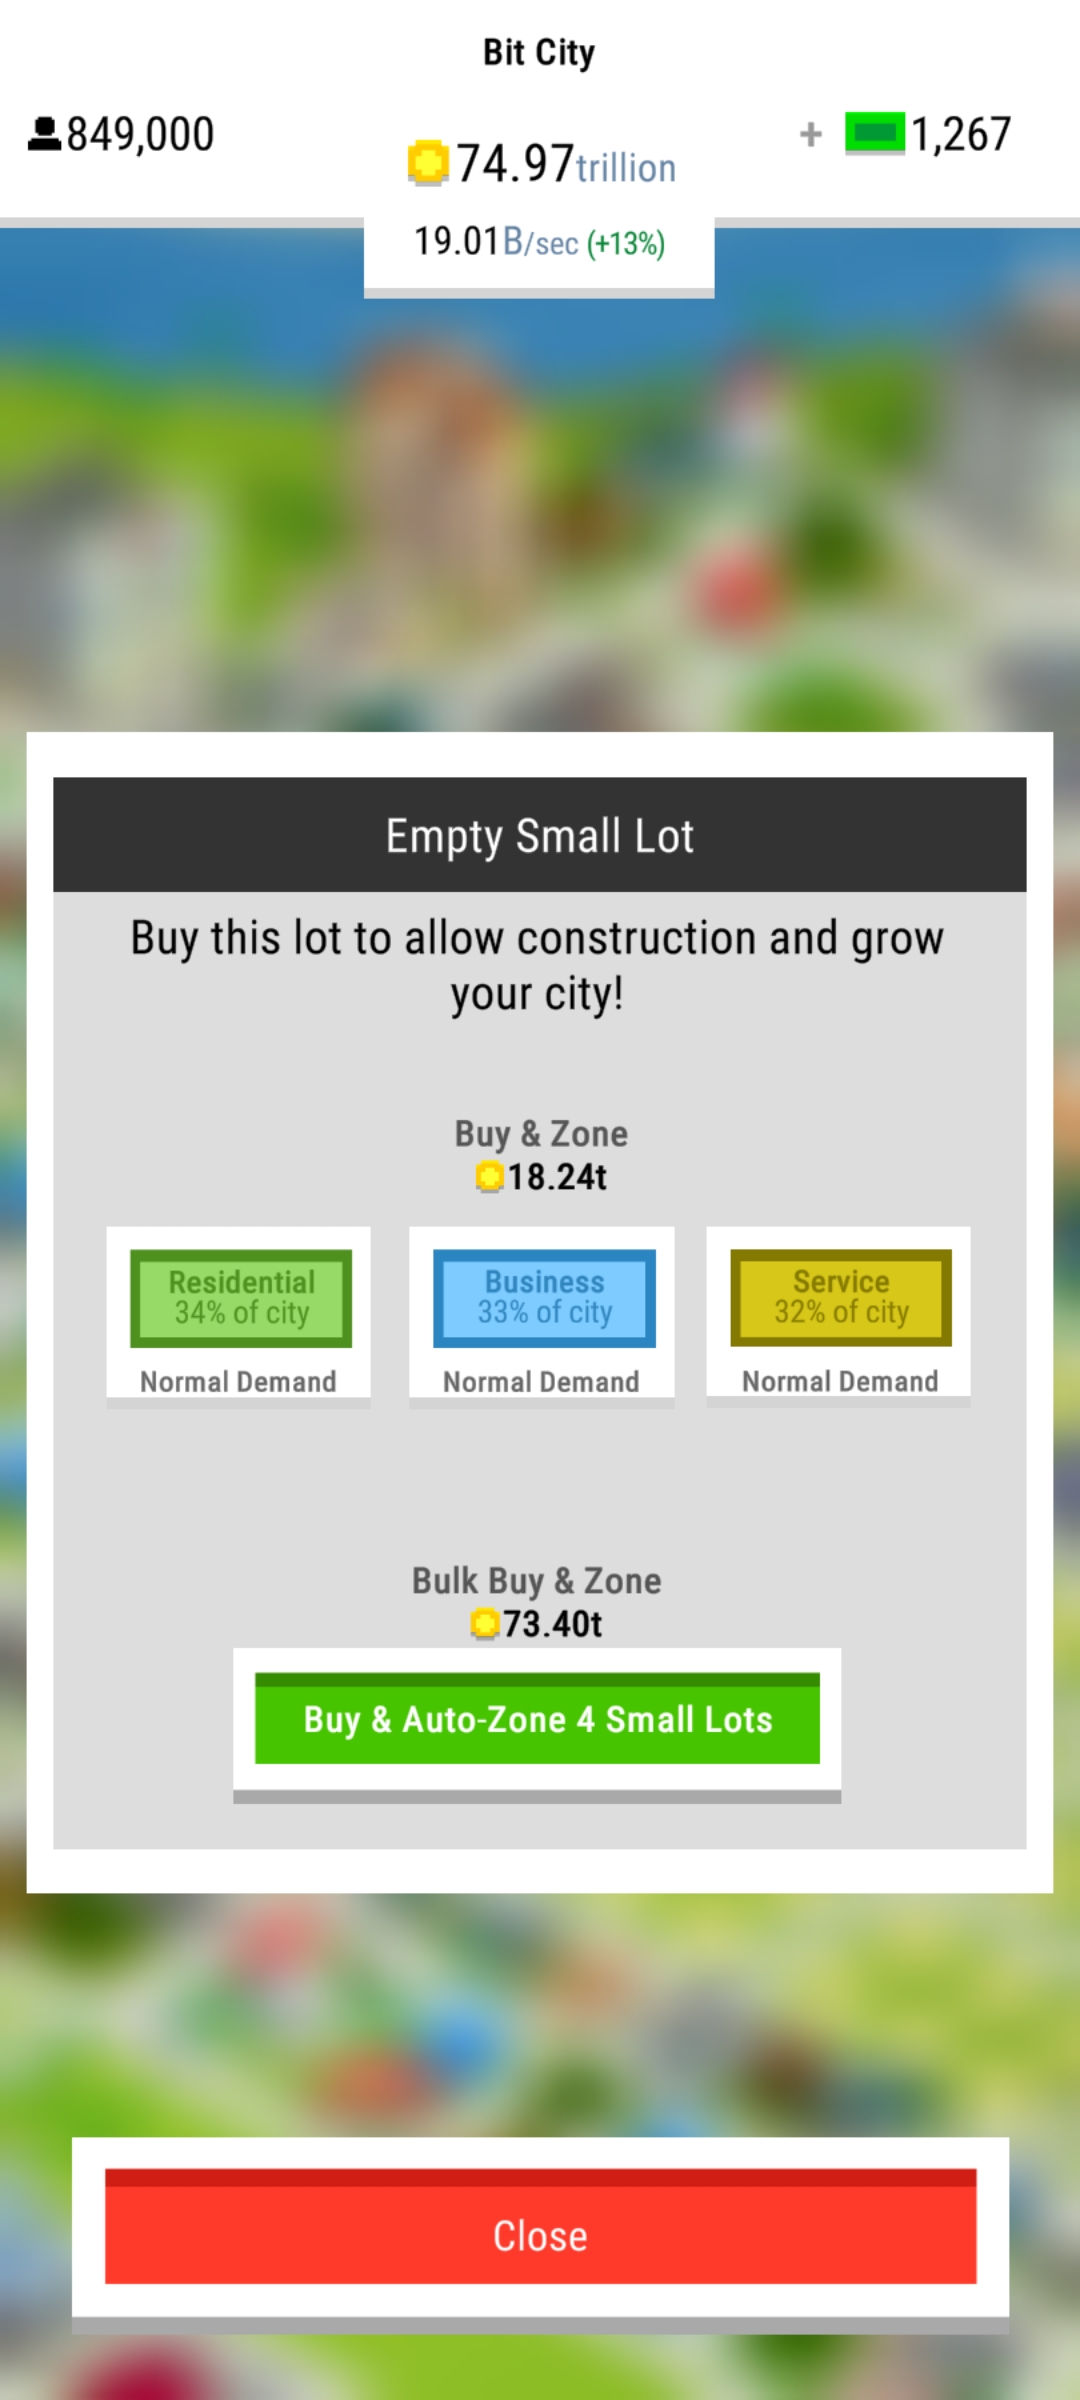 Bit City
849,000
74.97trillion
+ 1,267
19.01B/sec (+13%)
Empty Small Lot
Buy this lot to allow construction and grow
your city!
Buy & Zone
18.24t
Residential
34% of city
Normal Demand
Business
33% of city
Normal Demand
Service
32% of city
Normal Demand
Bulk Buy & Zone
73.40t
Buy & Auto-Zone 4 Small Lots
Close